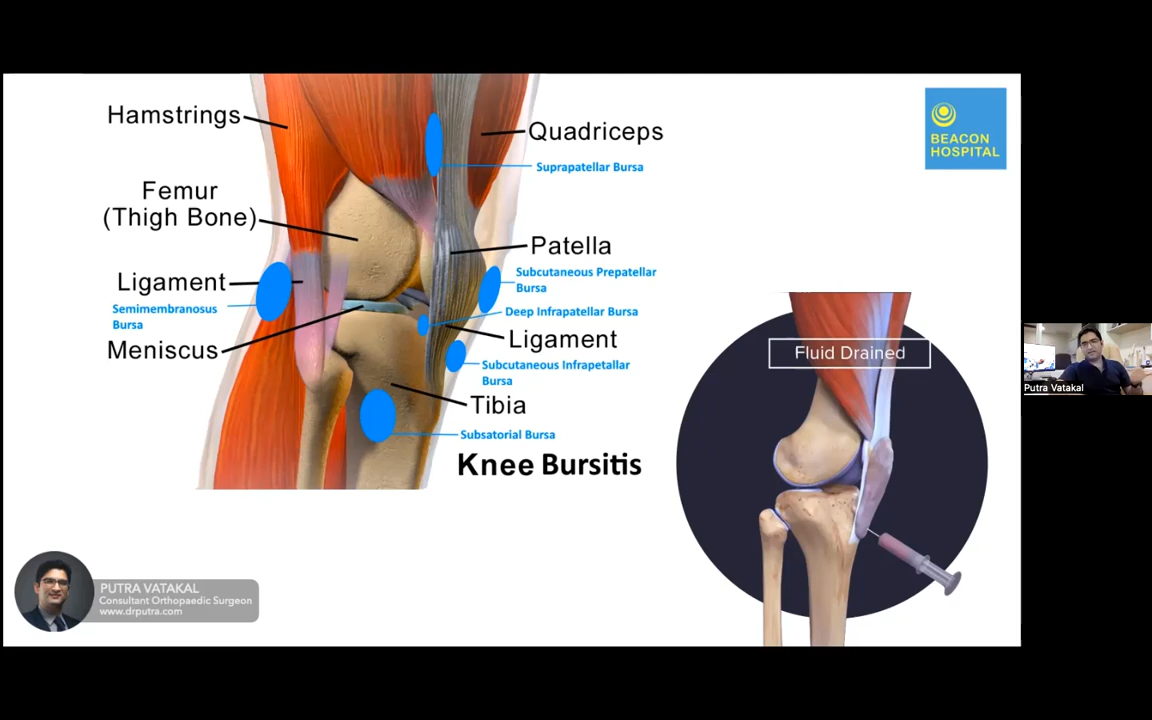 Hamstrings
Quadriceps
Suprapatellar Bursa
Femur
(Thigh Bone)
Patella
Subcutaneous Prepatellar
Bursa
Ligament
Semimembranosus
Bursa
Deep Infrapatellar Bursa
Ligament
Meniscus
Subcutaneous Infrapetallar
Bursa
Tibia
Subsatorial Bursa
Knee Bursitis
BEACON
HOSPITAL
Fluid Drained
PUTRA VATAKAL
Consultant Orthopaedic Surgeon
www.drputra.com
Putra Vatakal